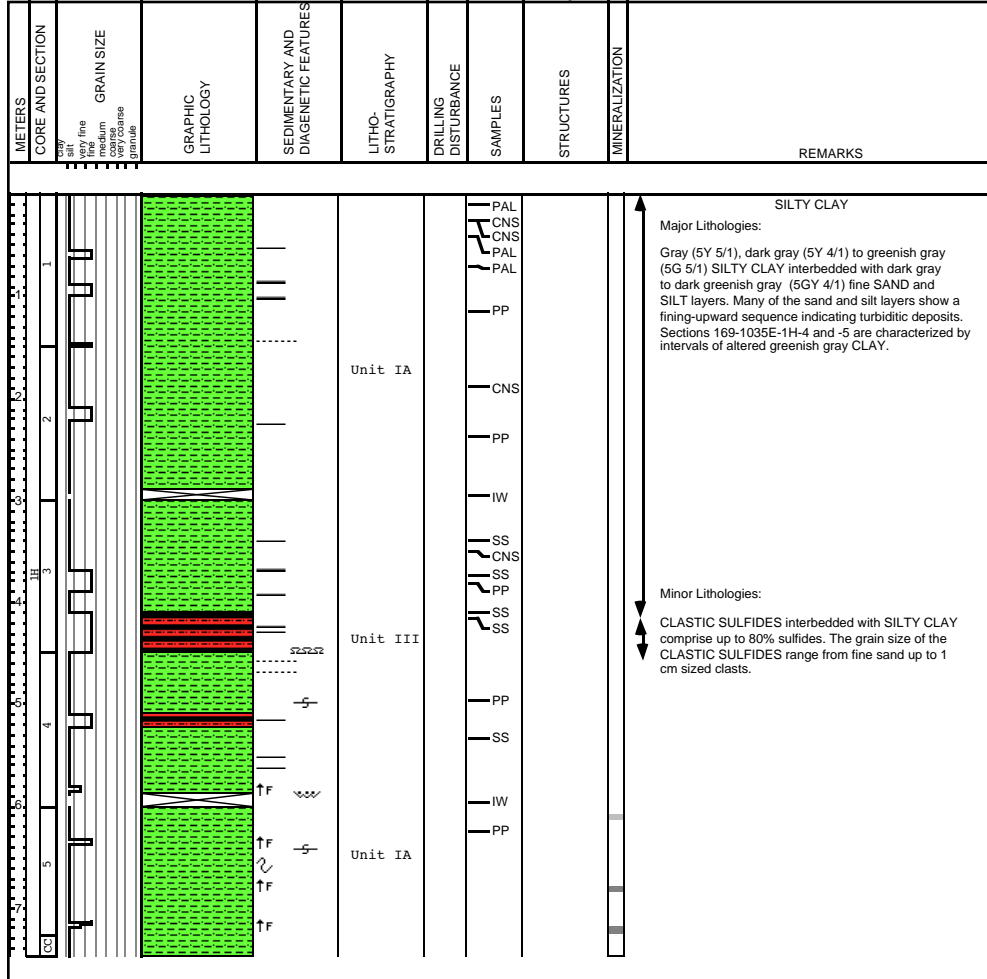 METERS
CORE AND SECTION
GRAIN SIZE
clay
silt
very fine
fine
medium
coarse
very coarse
granule
GRAPHIC
LITHOLOGY
SEDIMENTARY AND
DIAGENETIC FEATURES
LITHO-
STRATIGRAPHY
DRILLING
DISTURBANCE
SAMPLES
STRUCTURES
MINERALIZATION
REMARKS
1
2
3
4
5
6
7
1H
1
2
3
4
5
CC
F
F
F
F
Unit IA
Unit III
Unit IA
PAL
CNS
CNS
PAL
PAL
PP
CNS
PP
IW
SS
CNS
SS
PP
SS
SS
PP
SS
IW
PP
SILTY CLAY
Major Lithologies:
Gray (5Y 5/1), dark gray (5Y 4/1) to greenish gray
(5G 5/1) SILTY CLAY interbedded with dark gray
to dark greenish gray (5GY 4/1) fine SAND and
SILT layers. Many of the sand and silt layers show a
fining-upward sequence indicating turbiditic deposits.
Sections 169-1035E-1H-4 and -5 are characterized by
intervals of altered greenish gray CLAY.
Minor Lithologies:
CLASTIC SULFIDES interbedded with SILTY CLAY
comprise up to 80% sulfides. The grain size of the
CLASTIC SULFIDES range from fine sand up to 1
cm sized clasts.